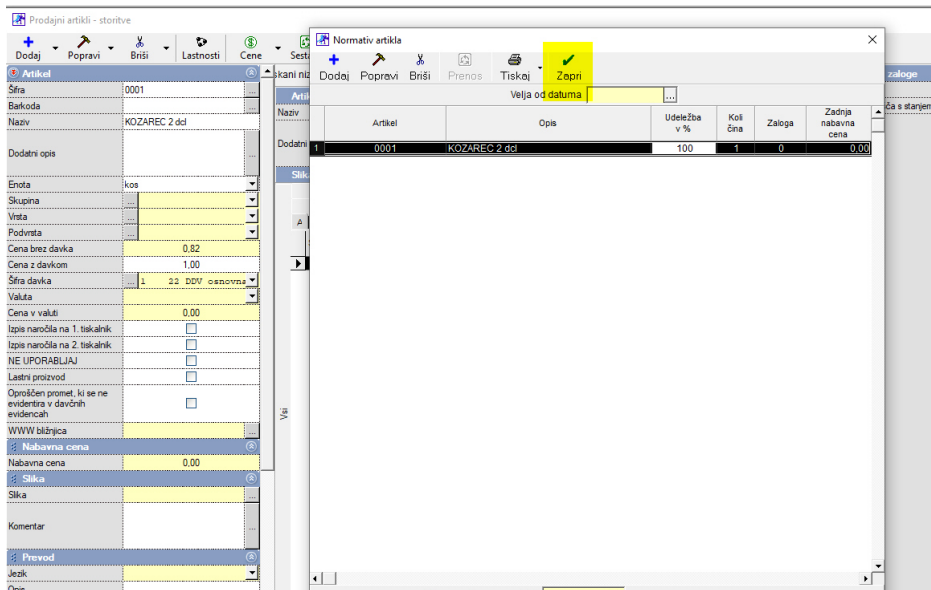 Prodajni artikli - storitve
Dodaj Popravi Briši Lastnosti Cene
Artikel
Šifra 0001
Barkoda
Naziv KOZAREC 2 dcl
Dodatni opis
Enota kos
Skupina
Vrsta
Podvrsta
Cena brez davka 0,82
Cena z davkom 1,00
Šifra davka 1 22 DDV osnovna
Valuta
Cena v valuti 0,00
Izpis naročila na 1. tiskalnik
Izpis naročila na 2. tiskalnik
NE UPORABLJAJ
Lastni proizvod
Oproščen promet, ki se ne
evidentira v davčnih
evidencah
WWW bližnjica
Nabavna cena
Nabavna cena 0,00
Slika
Slika
Komentar
Prevod
Jezik
Naziv
Dodatni
Vsi
Normativ artikla
Dodaj Popravi Briši Prenos Tiskaj Zapri
Velja od datuma
Artikel Opis Udeležba
v % Koli
čina Zaloga Zadnja
nabavna
cena
1 0001 KOZAREC 2 dcl 100 1 0 0,00
zaloge